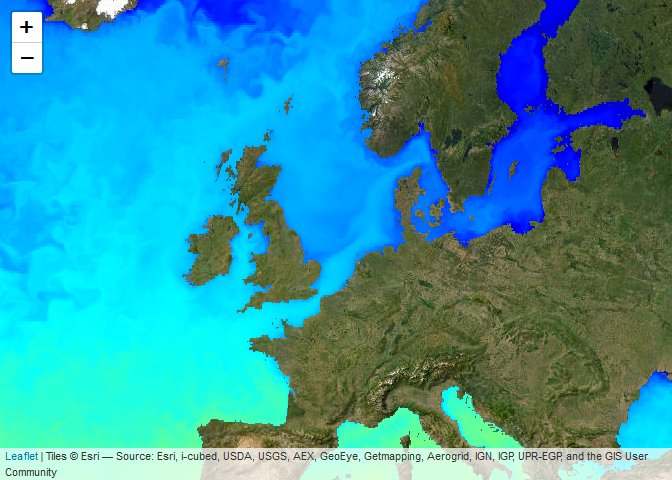 +
−
Leaflet | Tiles © Esri — Source: Esri, i-cubed, USDA, USGS, AEX, GeoEye, Getmapping, Aerogrid, IGN, IGP, UPR-EGP, and the GIS User
Community